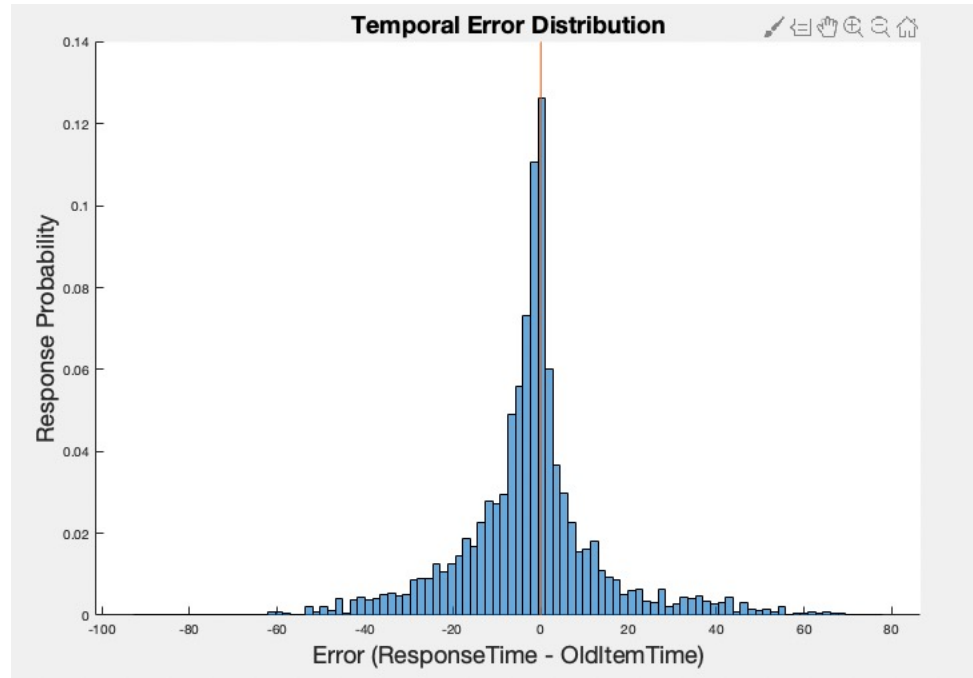 Temporal Error Distribution
0.14
0.12
0.1
0.08
0.06
0.04
0.02
0
Response Probability
-100 -80 -60 -40 -20 0 20 40 60 80
Error (ResponseTime - OldItemTime)